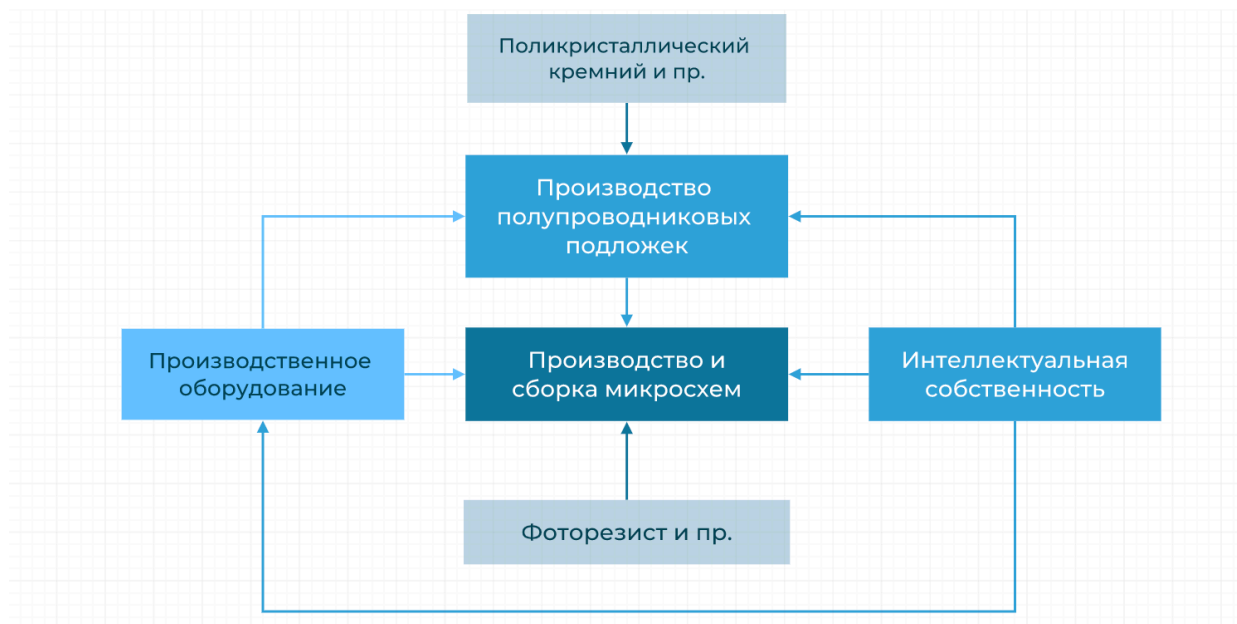 Поликристаллический
кремний и пр.
Производство
полупроводниковых
подложек
Производственное
оборудование
Производство и
сборка микросхем
Интеллектуальная
собственность
Фоторезист и пр.